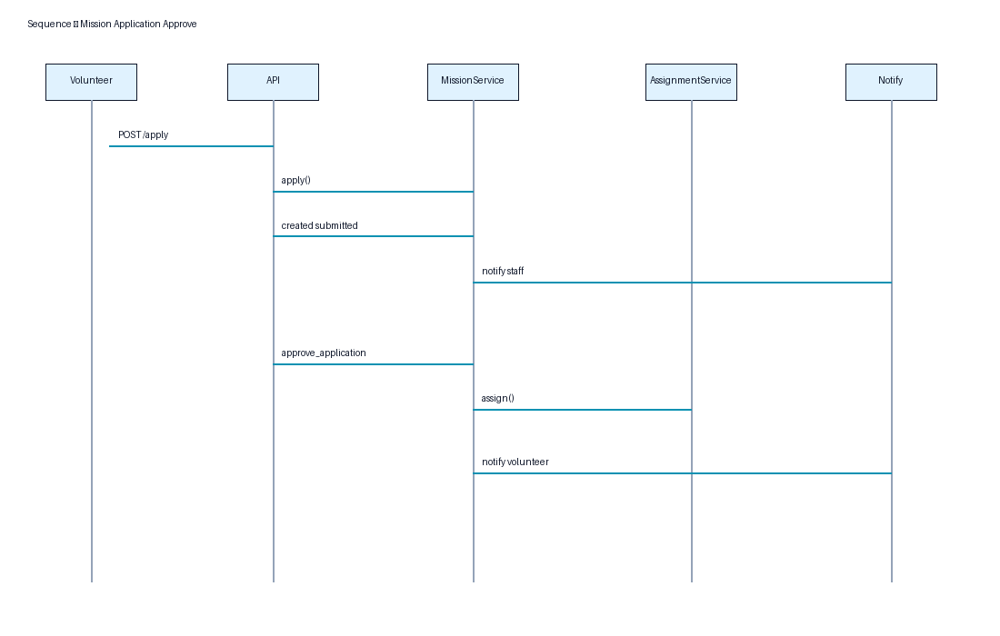 Sequence ▯ Mission Application Approve
Volunteer
API
MissionService
AssignmentService
Notify
POST /apply
apply()
created submitted
notify staff
approve_application
assign()
notify volunteer